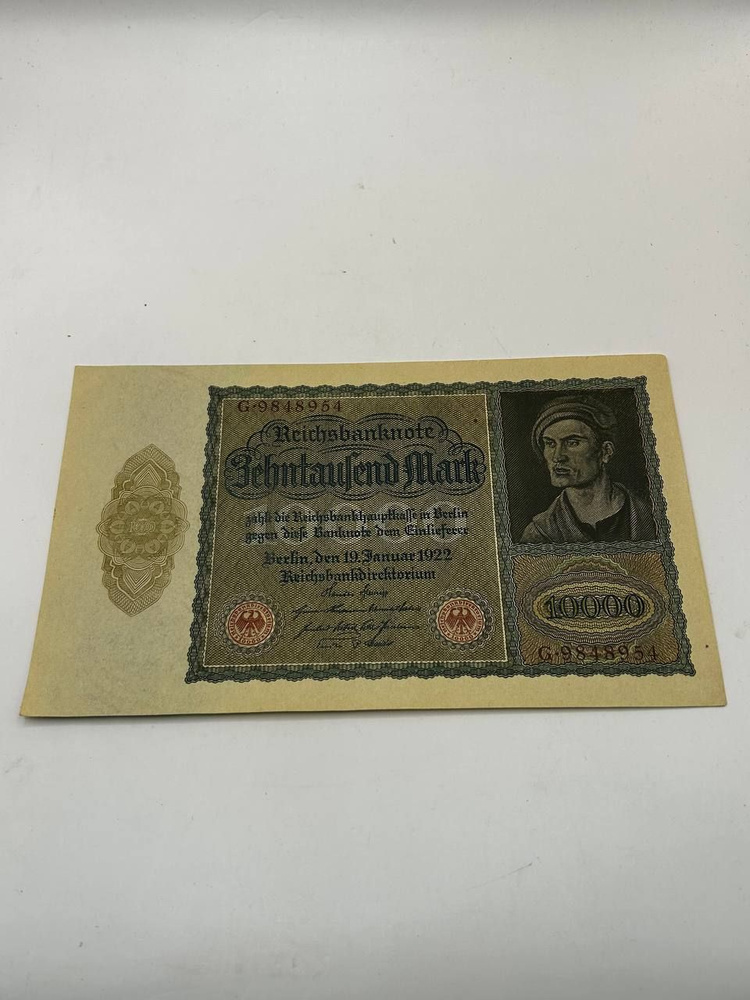 G·9848954
Reichsbanknote
Zehntausend Mark
zahlt die Reichsbankhauptkasse in Berlin
gegen diese Banknote dem Einlieferer
Berlin, den 19. Januar 1922
Reichsbankdirektorium
10000
G·9848954